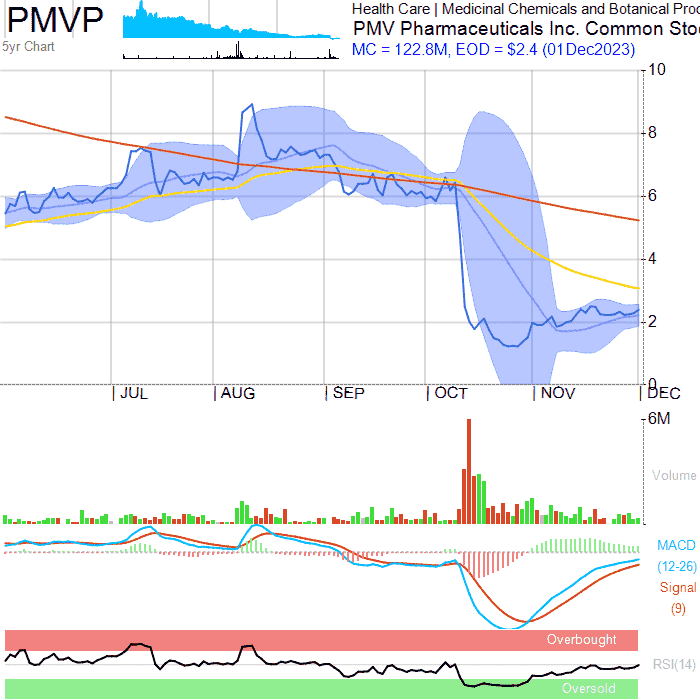 PMVP
5yr Chart
Health Care | Medicinal Chemicals and Botanical Proc
PMV Pharmaceuticals Inc. Common Sto
MC = 122.8M, EOD = $2.4 (01Dec2023)
10
8
6
4
2
0
JUL
AUG
SEP
OCT
NOV
DEC
6M
Volume
MACD
(12-26)
Signal
(9)
Overbought
RSI(14)
Oversold